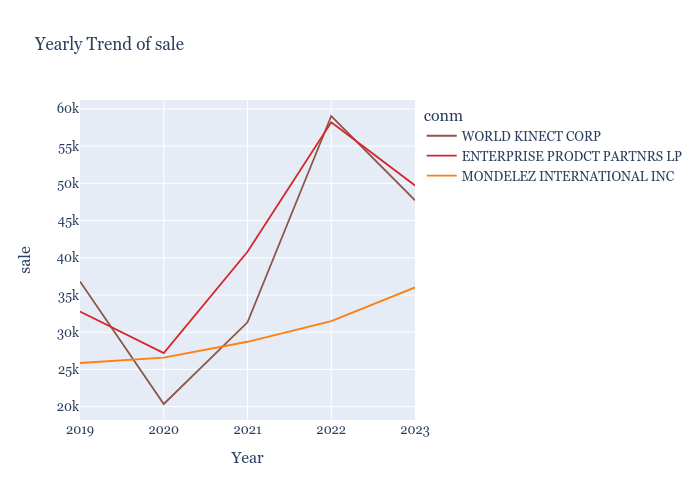 Yearly Trend of sale
conm
WORLD KINECT CORP
ENTERPRISE PRODCT PARTNRS LP
MONDELEZ INTERNATIONAL INC
sale
60k
55k
50k
45k
40k
35k
30k
25k
20k
2019 2020 2021 2022 2023
Year